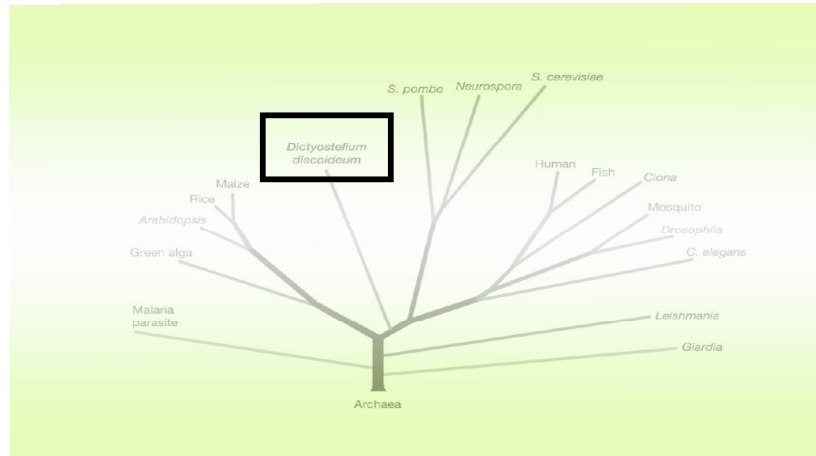 S. pombe
Neurospora
S. cerevisiae
Dictyostelium
discoideum
Human
Fish
Ciona
Maize
Rice
Mosquito
Arabidopsis
Drosophila
Green alga
C. elegans
Malaria
parasite
Leishmania
Giardia
Archaea